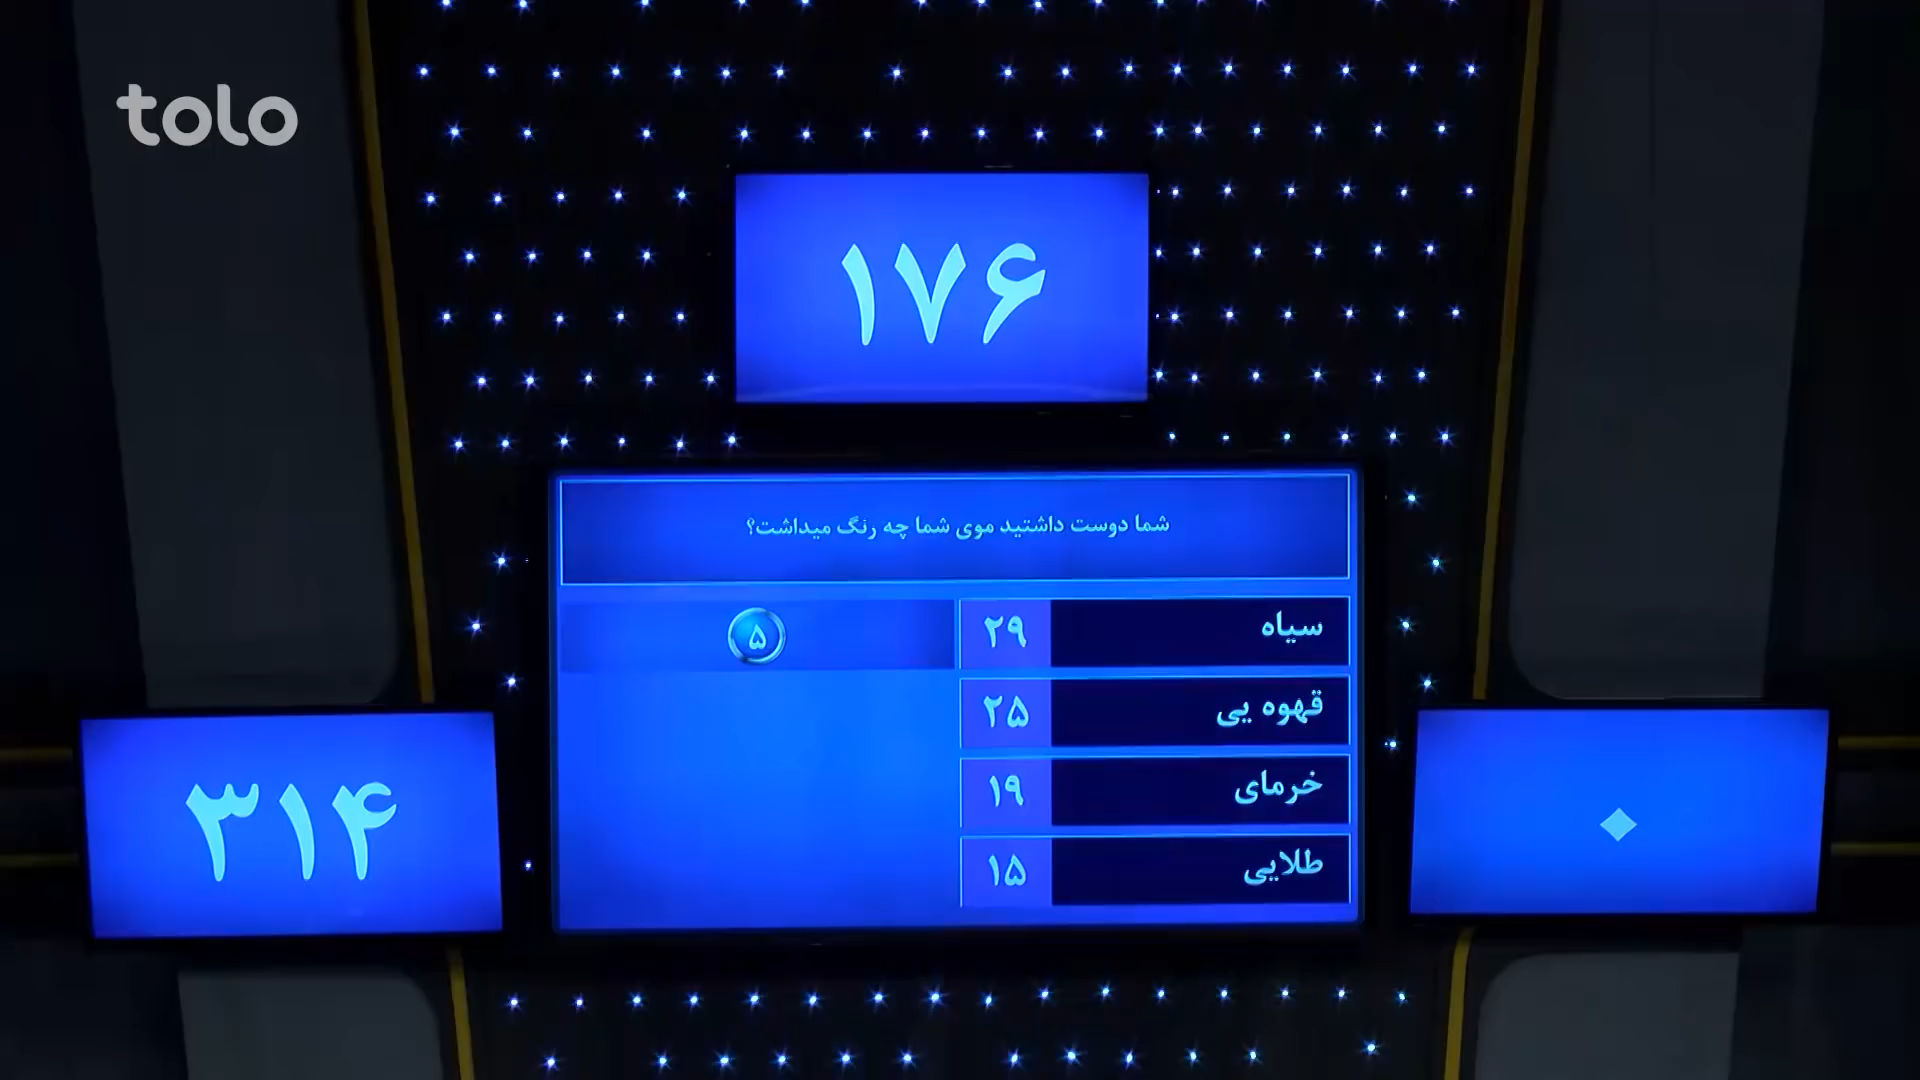 tolo
۱۷۶
شما دوست داشتید موی شما چه رنگ میداشت؟
سیاه ۲۹
۵
قهوه یی ۲۵
خرمای ۱۹
طلایی ۱۵
۳۱۴
۰